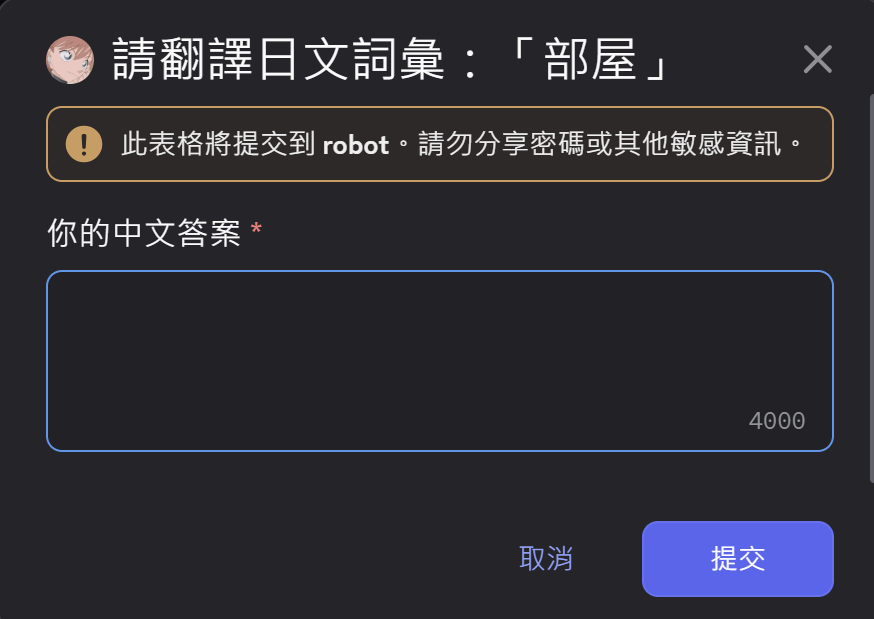 請翻譯日文詞彙：「部屋」
此表格將提交到 robot。請勿分享密碼或其他敏感資訊。
你的中文答案 *
4000
取消
提交